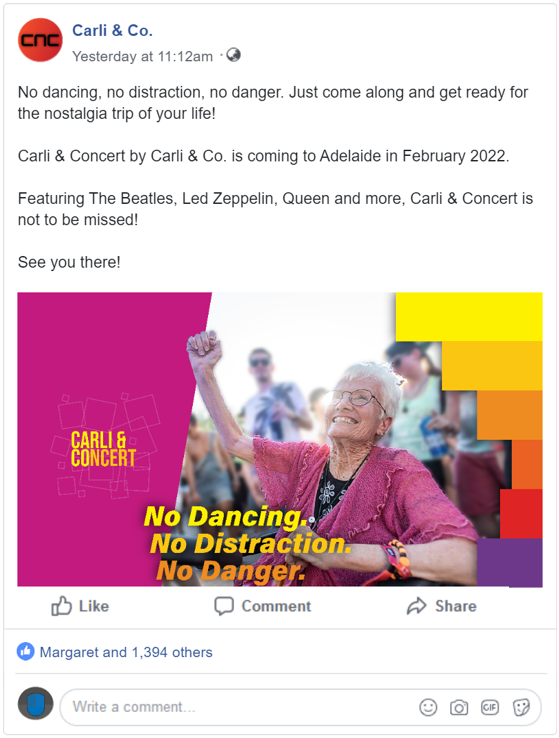 CNC
Carli & Co.
Yesterday at 11:12am ·
No dancing, no distraction, no danger. Just come along and get ready for
the nostalgia trip of your life!
Carli & Concert by Carli & Co. is coming to Adelaide in February 2022.
Featuring The Beatles, Led Zeppelin, Queen and more, Carli & Concert is
not to be missed!
See you there!
CARLI &
CONCERT
No Dancing.
No Distraction.
No Danger.
Like Comment Share
Margaret and 1,394 others
Write a comment...
GIF